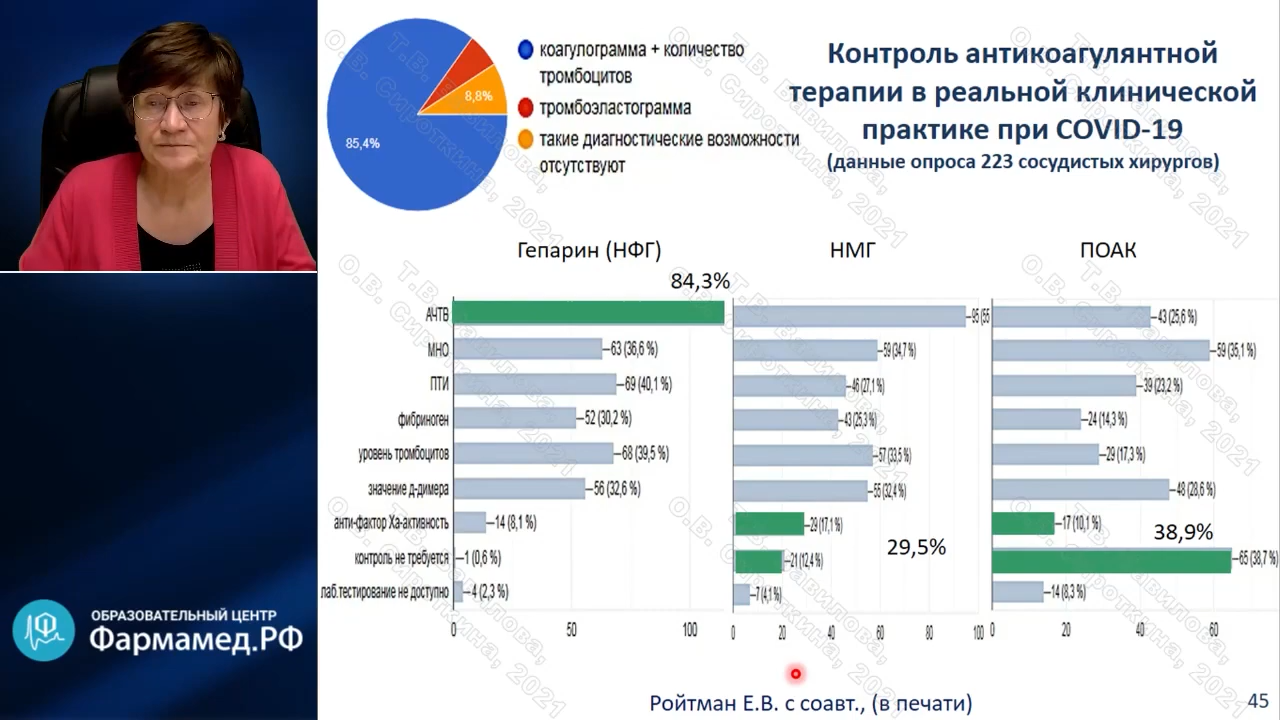 коагулограмма + количество
тромбоцитов
тромбоэластограмма
такие диагностические возможности
отсутствуют
85,4%
8,8%
Контроль антикоагулянтной
терапии в реальной клинической
практике при COVID-19
(данные опроса 223 сосудистых хирургов)
Гепарин (НФГ)
НМГ
ПОАК
84,3%
АЧТВ
95 (55
43 (25,6 %)
МНО
63 (36,6 %)
59 (34,7 %)
59 (35,1 %)
ПТИ
69 (40,1 %)
46 (27,1 %)
39 (23,2 %)
фибриноген
52 (30,2 %)
43 (25,3 %)
24 (14,3 %)
уровень тромбоцитов
68 (39,5 %)
57 (33,5 %)
29 (17,3 %)
значение д-димера
56 (32,6 %)
55 (32,4 %)
48 (28,6 %)
анти-фактор Ха-активность
14 (8,1 %)
29 (17,1 %)
17 (10,1 %)
38,9%
контроль не требуется
1 (0,6 %)
21 (12,4 %)
29,5%
65 (38,7 %)
лаб.тестирование не доступно
4 (2,3 %)
7 (4,1 %)
14 (8,3 %)
0 50 100
0 20 40 60 80 100
0 20 40 60
Ройтман Е.В. с соавт., (в печати)
45
ОБРАЗОВАТЕЛЬНЫЙ ЦЕНТР
Фармамед.РФ
Т.В. Вавилова,
О.В. Сироткина, 2021